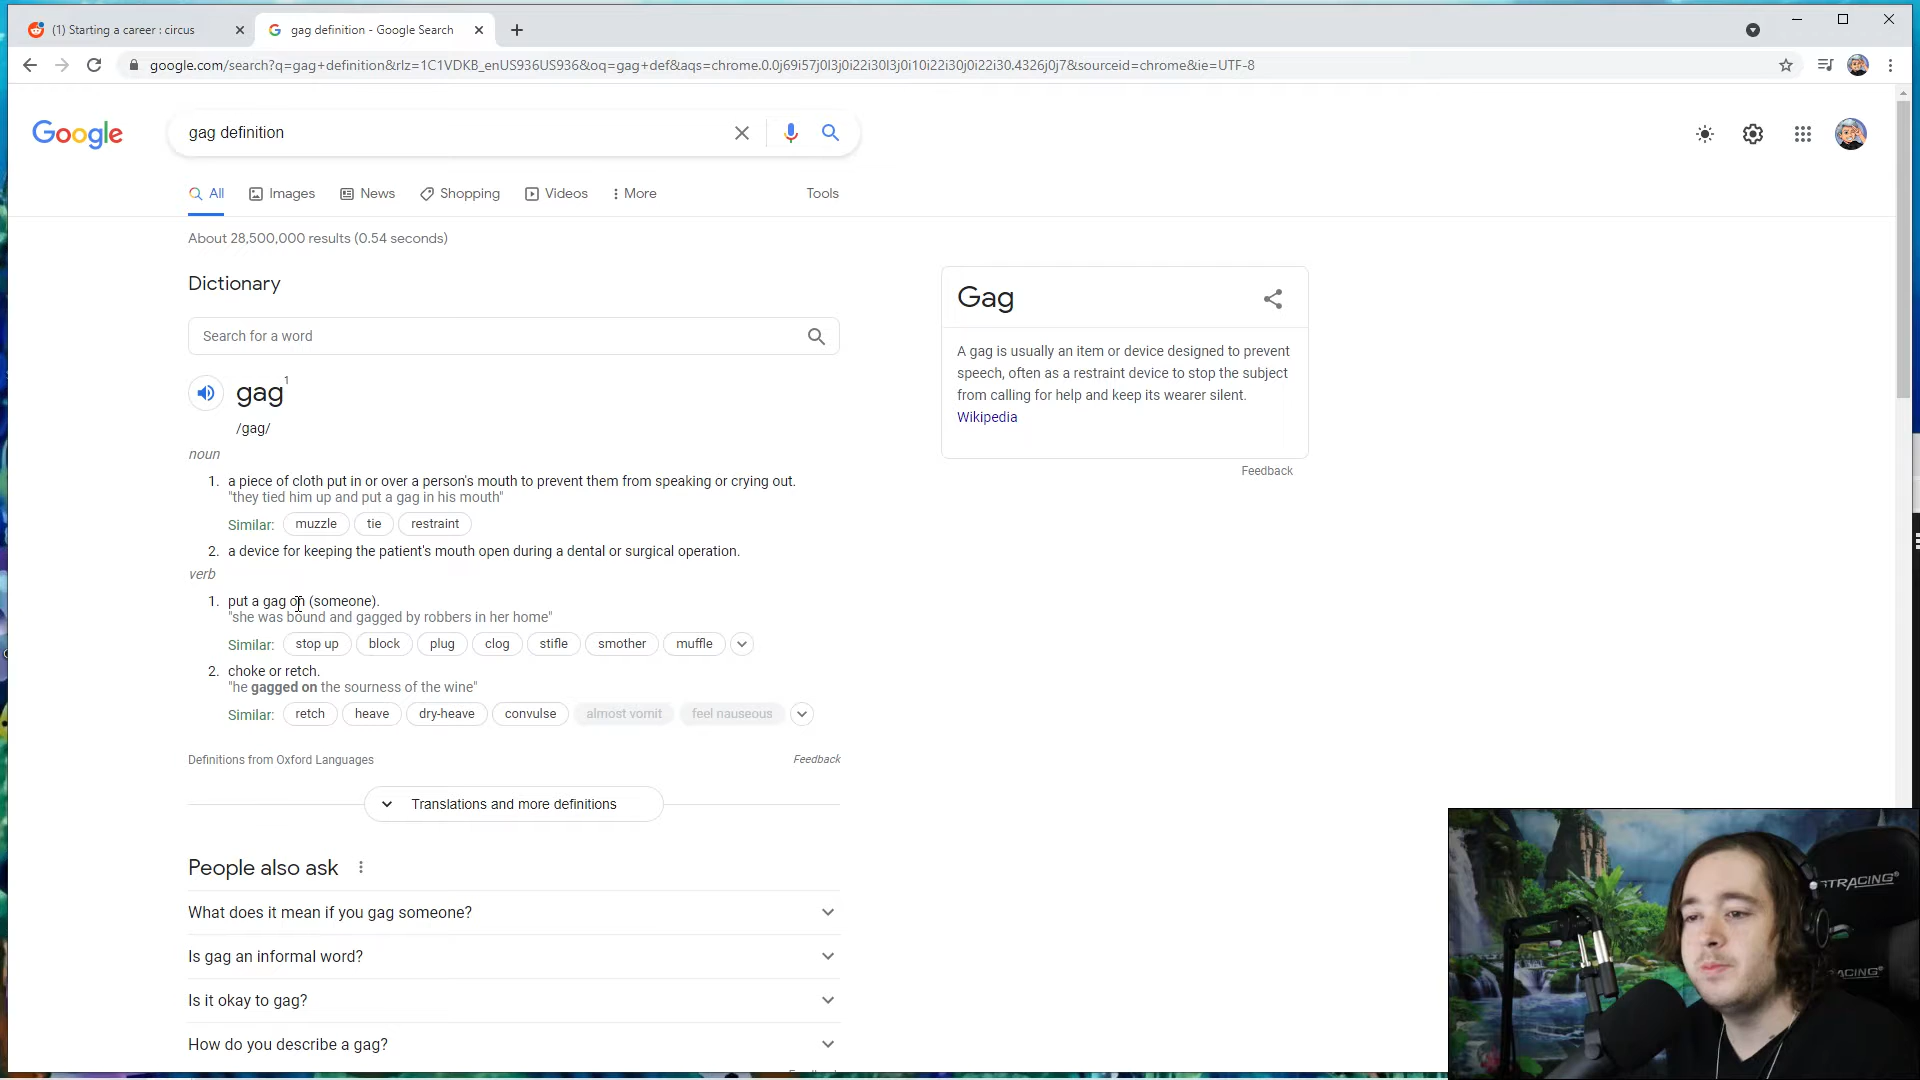 (1) Starting a career : circus
gag definition - Google Search
google.com/search?q=gag+definition&rlz=1C1VDKB_enUS936US936&oq=gag+def&aqs=chrome.0.0j69i57j0l3j0i22i30l3j0i10i22i30j0i22i30.4326j0j7&sourceid=chrome&ie=UTF-8
Google
gag definition
All
Images
News
Shopping
Videos
More
Tools
About 28,500,000 results (0.54 seconds)
Dictionary
Search for a word
gag1
/gag/
noun
1. a piece of cloth put in or over a person's mouth to prevent them from speaking or crying out.
"they tied him up and put a gag in his mouth"
Similar: muzzle tie restraint
2. a device for keeping the patient's mouth open during a dental or surgical operation.
verb
1. put a gag on (someone).
"she was bound and gagged by robbers in her home"
Similar: stop up block plug clog stifle smother muffle
2. choke or retch.
"he gagged on the sourness of the wine"
Similar: retch heave dry-heave convulse almost vomit feel nauseous
Definitions from Oxford Languages
Feedback
Translations and more definitions
People also ask
What does it mean if you gag someone?
Is gag an informal word?
Is it okay to gag?
How do you describe a gag?
Gag
A gag is usually an item or device designed to prevent
speech, often as a restraint device to stop the subject
from calling for help and keep its wearer silent.
Wikipedia
Feedback